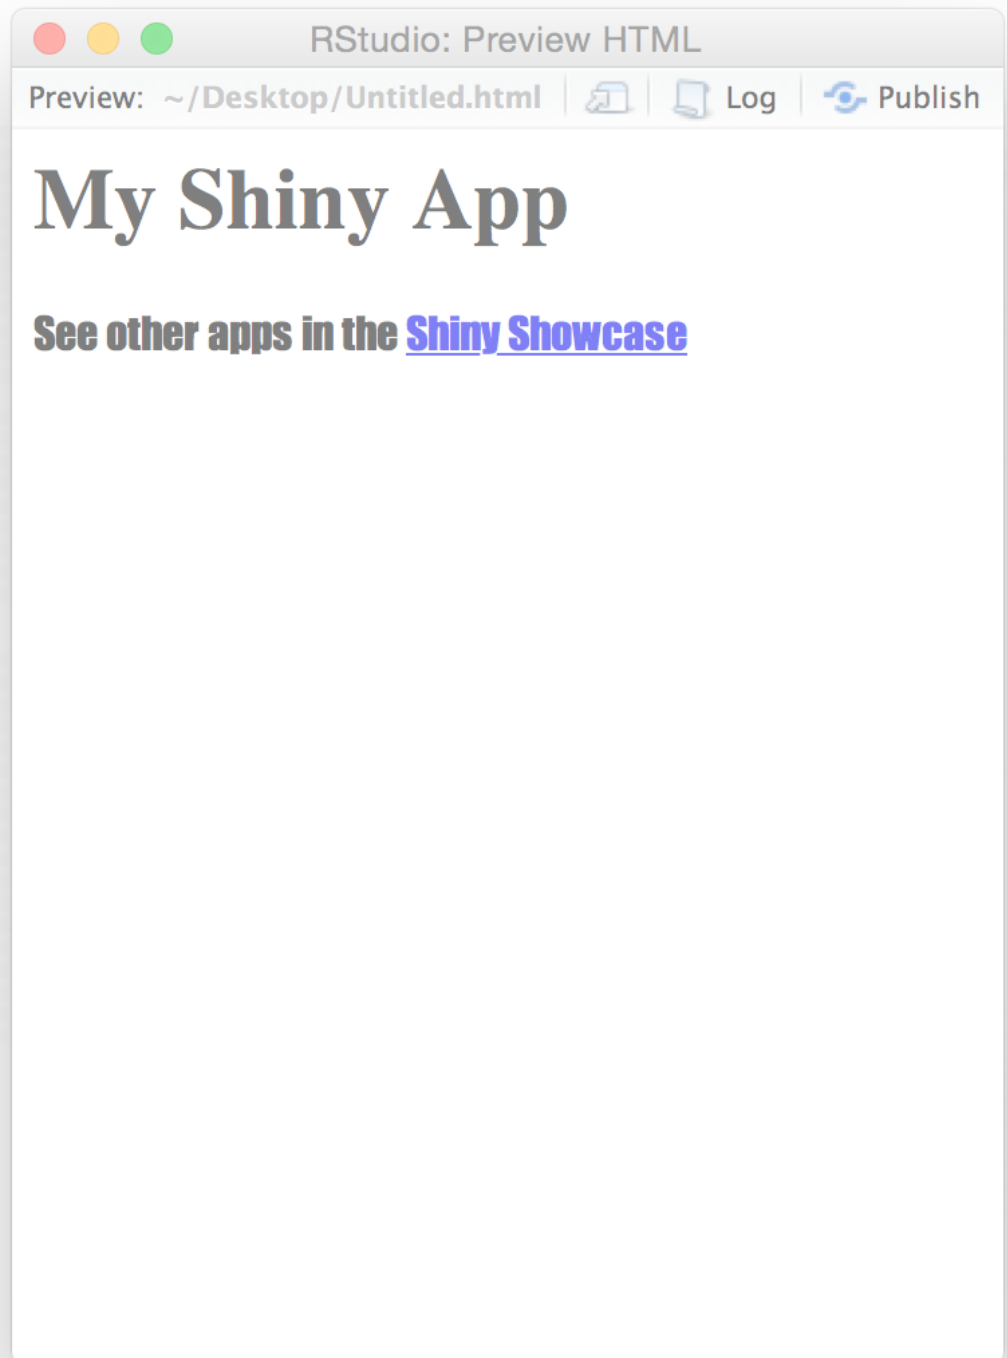 RStudio: Preview HTML
Preview: ~/Desktop/Untitled.html Log Publish
My Shiny App
See other apps in the Shiny Showcase